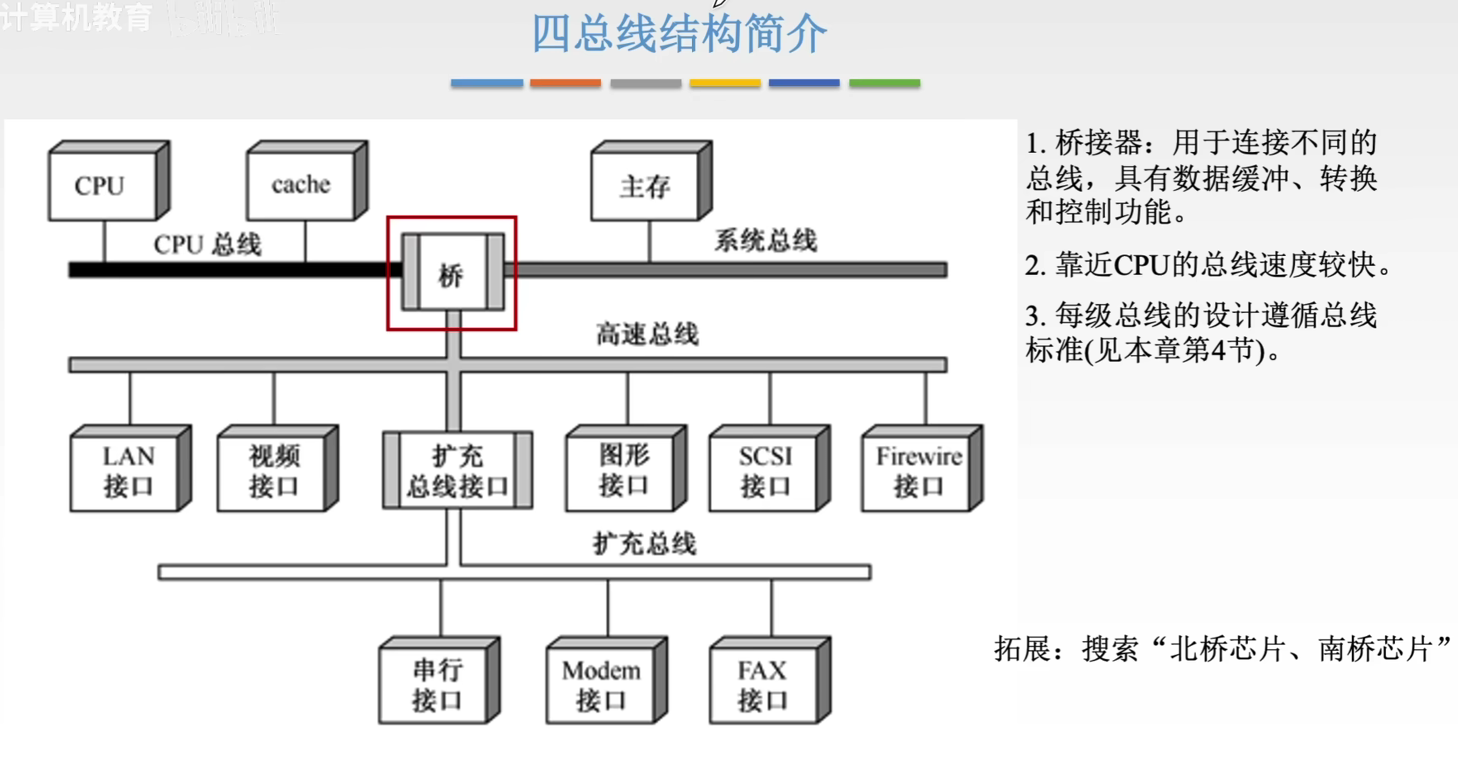 计算机教育
四总线结构简介
CPU
cache
主存
CPU 总线
桥
系统总线
高速总线
LAN
接口
视频
接口
扩充
总线接口
图形
接口
SCSI
接口
Firewire
接口
扩充总线
串行
接口
Modem
接口
FAX
接口
1. 桥接器：用于连接不同的
总线，具有数据缓冲、转换
和控制功能。
2. 靠近CPU的总线速度较快。
3. 每级总线的设计遵循总线
标准(见本章第4节)。
拓展：搜索“北桥芯片、南桥芯片”